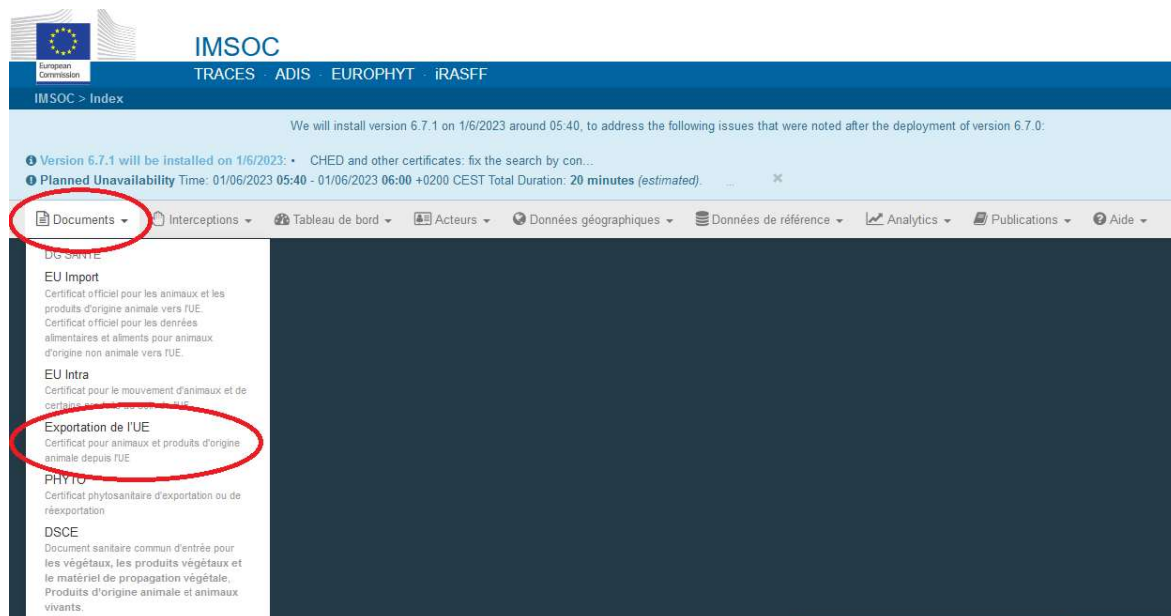 European
Commission
IMSOC
TRACES · ADIS · EUROPHYT · iRASFF
IMSOC > Index
We will install version 6.7.1 on 1/6/2023 around 05:40, to address the following issues that were noted after the deployment of version 6.7.0:
Version 6.7.1 will be installed on 1/6/2023: • CHED and other certificates: fix the search by con...
Planned Unavailability Time: 01/06/2023 05:40 - 01/06/2023 06:00 +0200 CEST Total Duration: 20 minutes (estimated). ... ×
Documents Interceptions Tableau de bord Acteurs Données géographiques Données de référence Analytics Publications Aide
DG SANTE
EU Import
Certificat officiel pour les animaux et les
produits d'origine animale vers l'UE.
Certificat officiel pour les denrées
alimentaires et aliments pour animaux
d'origine non animale vers l'UE.
EU Intra
Certificat pour le mouvement d'animaux et de
certains produits
Exportation de l'UE
Certificat pour animaux et produits d'origine
animale depuis l'UE
PHYTO
Certificat phytosanitaire d'exportation ou de
réexportation
DSCE
Document sanitaire commun d'entrée pour
les végétaux, les produits végétaux et
le matériel de propagation végétale,
Produits d'origine animale et animaux
vivants.